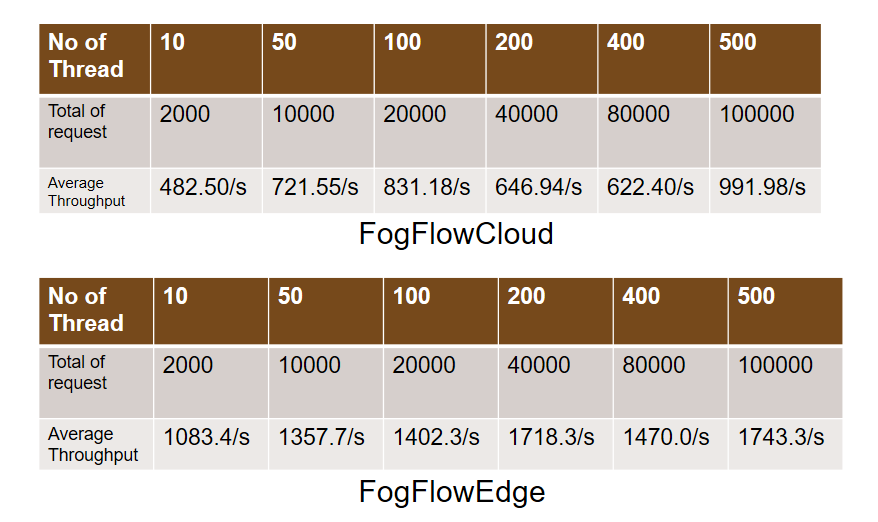 No of Thread 10 50 100 200 400 500
Total of request 2000 10000 20000 40000 80000 100000
Average Throughput 482.50/s 721.55/s 831.18/s 646.94/s 622.40/s 991.98/s
FogFlowCloud
No of Thread 10 50 100 200 400 500
Total of request 2000 10000 20000 40000 80000 100000
Average Throughput 1083.4/s 1357.7/s 1402.3/s 1718.3/s 1470.0/s 1743.3/s
FogFlowEdge